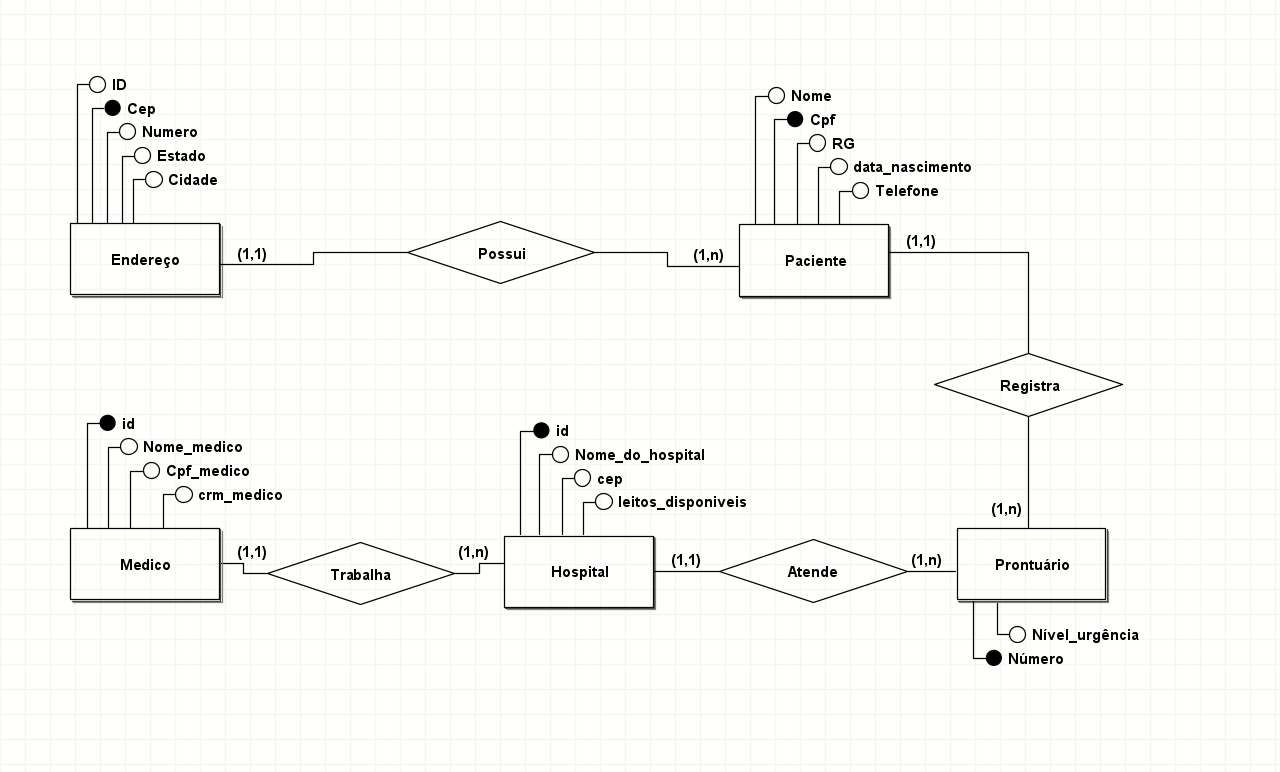 ID
Cep
Numero
Estado
Cidade
Endereço
(1,1)
Possui
(1,n)
Nome
Cpf
RG
data_nascimento
Telefone
Paciente
(1,1)
Registra
(1,n)
id
Nome_medico
Cpf_medico
crm_medico
Medico
(1,1)
Trabalha
(1,n)
id
Nome_do_hospital
cep
leitos_disponiveis
Hospital
(1,1)
Atende
(1,n)
Prontuário
Nível_urgência
Número